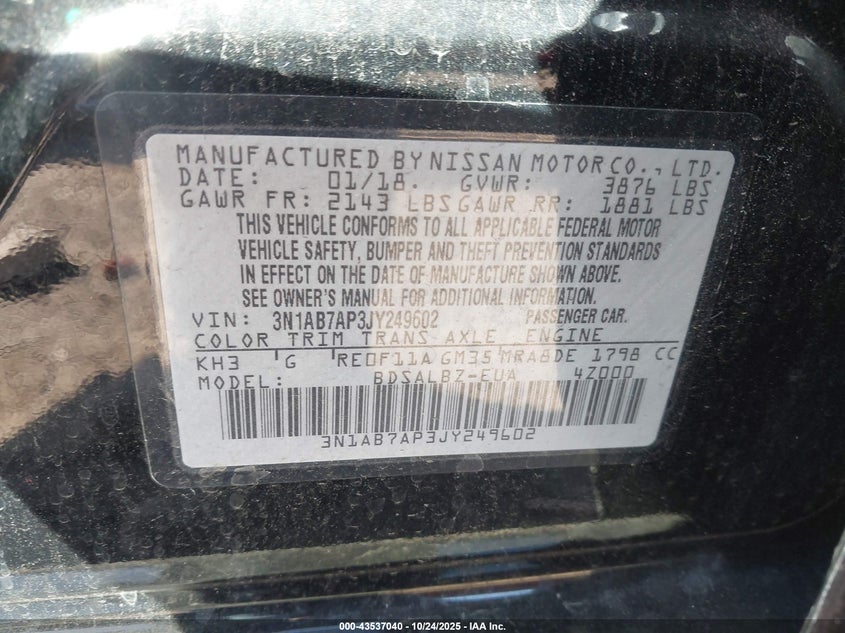 MANUFACTURED BY NISSAN MOTOR CO., LTD.
DATE: 01/18. GVWR: 3876 LBS
GAWR FR: 2143 LBS GAWR RR: 1881 LBS
THIS VEHICLE CONFORMS TO ALL APPLICABLE FEDERAL MOTOR
VEHICLE SAFETY, BUMPER AND THEFT PREVENTION STANDARDS
IN EFFECT ON THE DATE OF MANUFACTURE SHOWN ABOVE.
SEE OWNER'S MANUAL FOR ADDITIONAL INFORMATION.
VIN: 3N1AB7AP3JY249602 PASSENGER CAR.
COLOR TRIM TRANS AXLE ENGINE
KH3 G RE0F11A GM35 MRA8DE 1798 CC
MODEL: BDSALBZ-EUA 4Z000
3N1AB7AP3JY249602
000-43537040 - 10/24/2025 - IAA Inc.